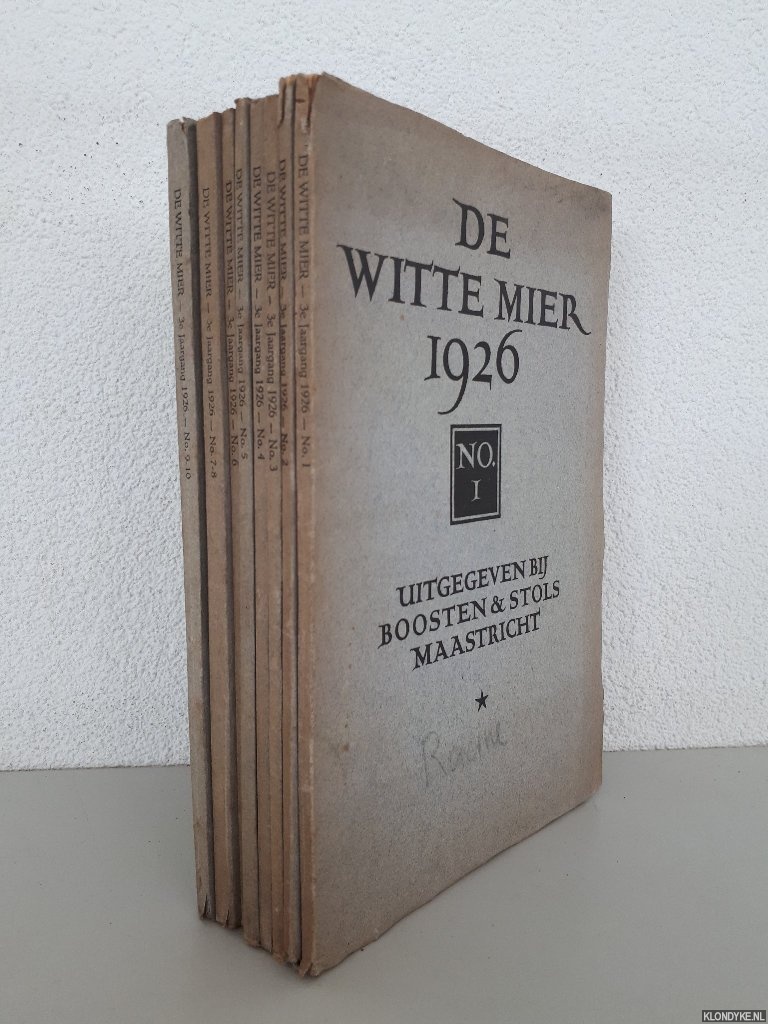 DE
WITTE MIER
1926
NO.
1
UITGEGEVEN BIJ
BOOSTEN & STOLS
MAASTRICHT
DE WITTE MIER — 3e Jaargang 1926 — No. 9-10
DE WITTE MIER — 3e Jaargang 1926 — No. 7-8
DE WITTE MIER — 3e Jaargang 1926 — No. 6
DE WITTE MIER — 3e Jaargang 1926 — No. 5
DE WITTE MIER — 3e Jaargang 1926 — No. 4
DE WITTE MIER — 3e Jaargang 1926 — No. 3
DE WITTE MIER — 3e Jaargang 1926 — No. 2
DE WITTE MIER — 3e Jaargang 1926 — No. 1
KLONDYKE.NL